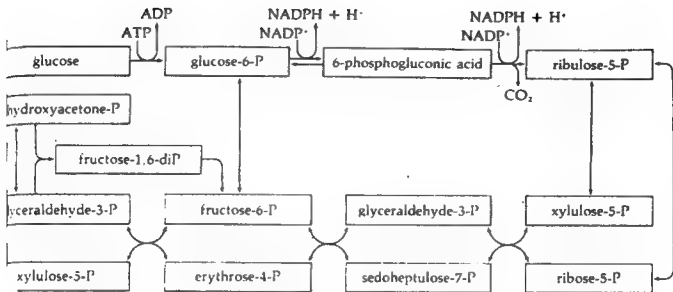 ADP NADPH + H⁺ NADPH + H⁺
ATP NADP⁺ NADP⁺
glucose glucose-6-P 6-phosphogluconic acid ribulose-5-P
CO₂
hydroxyacetone-P
fructose-1,6-diP
lyceraldehyde-3-P fructose-6-P glyceraldehyde-3-P xylulose-5-P
xylulose-5-P erythrose-4-P sedoheptulose-7-P ribose-5-P